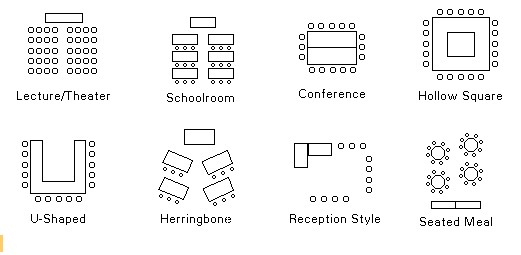 Lecture/Theater
Schoolroom
Conference
Hollow Square
U-Shaped
Herringbone
Reception Style
Seated Meal